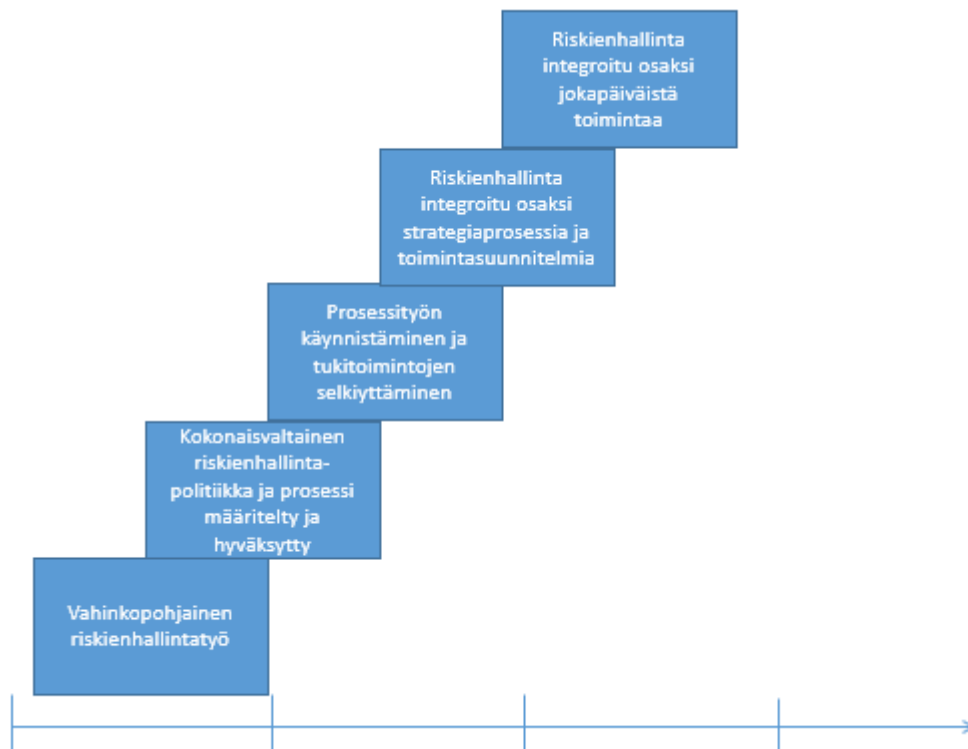 Riskienhallinta
integroitu osaksi
jokapäiväistä
toimintaa
Riskienhallinta
integroitu osaksi
strategiaprosessia ja
toimintasuunnitelmia
Prosessityön
käynnistäminen ja
tukitoimintojen
selkiyttäminen
Kokonaisvaltainen
riskienhallinta-
politiikka ja prosessi
määritelty ja
hyväksytty
Vahinkopohjainen
riskienhallintatyö